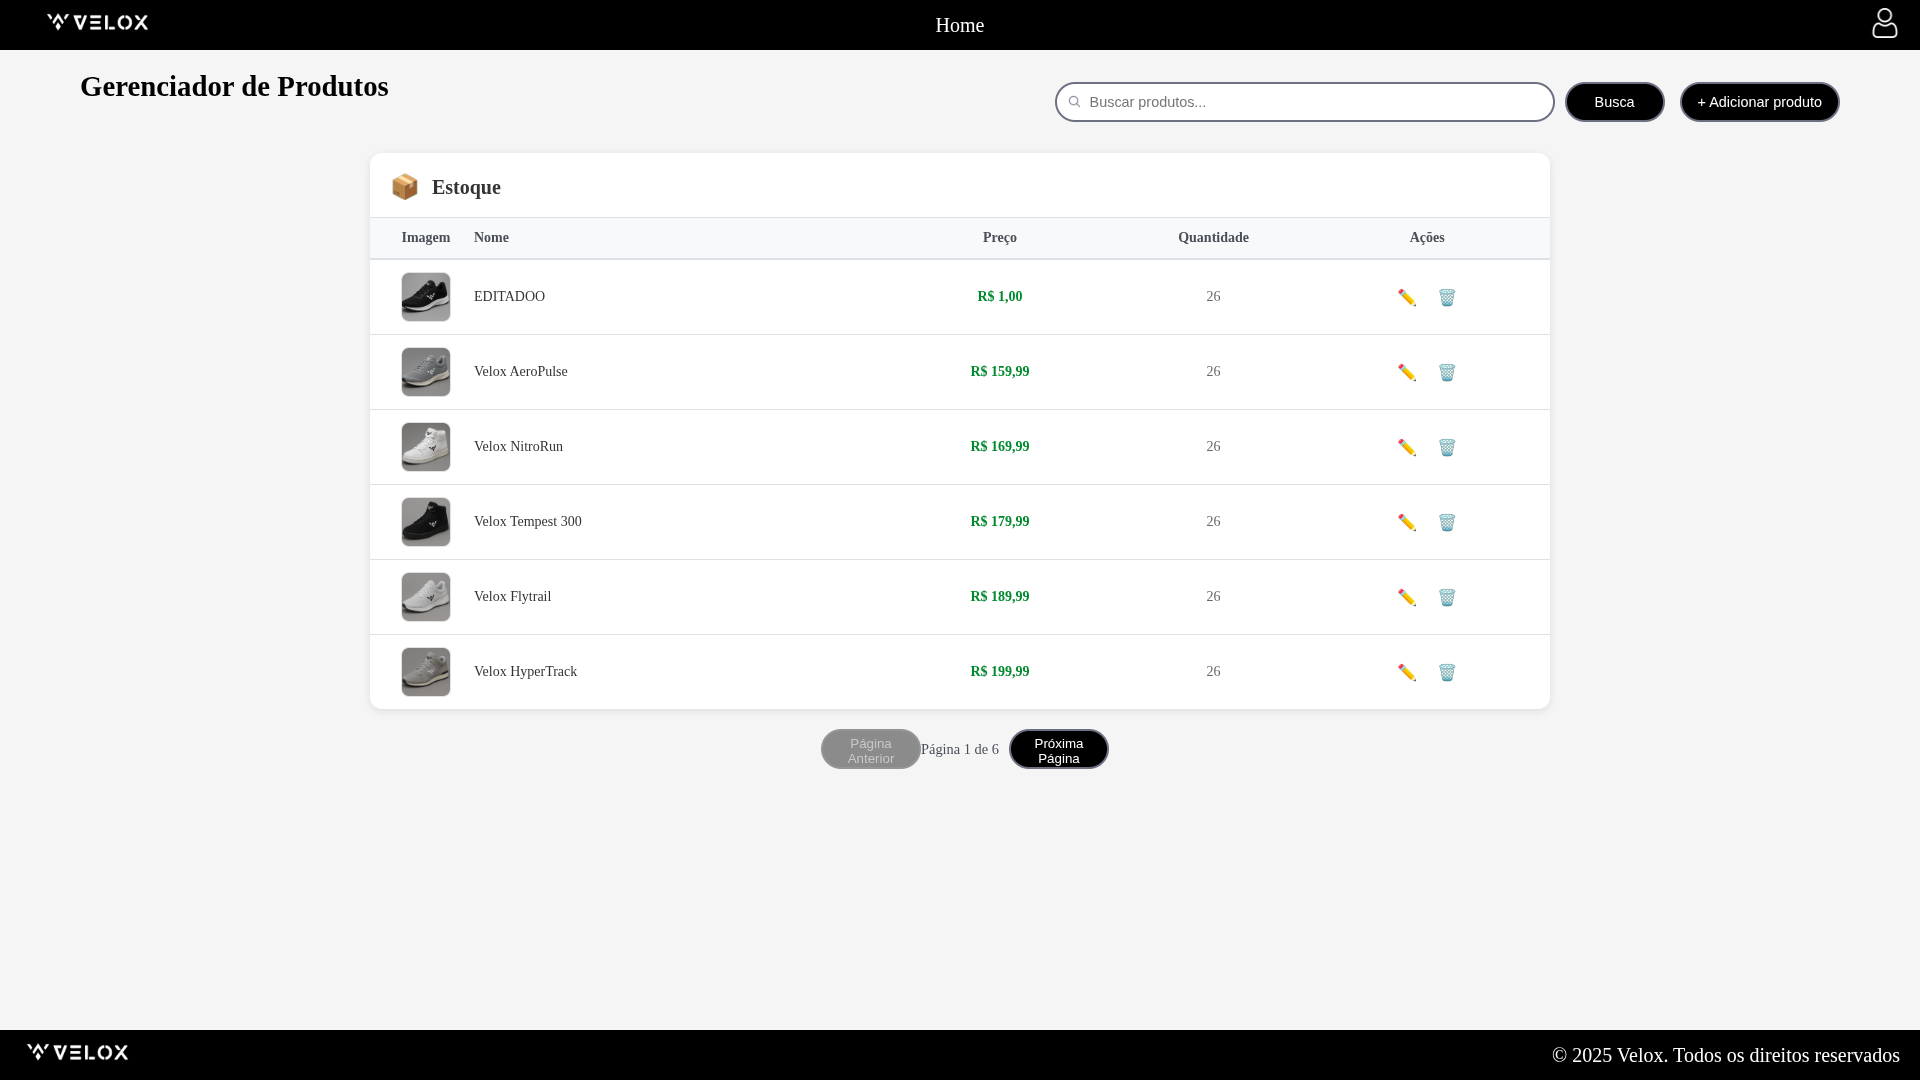 VELOX
Home
Gerenciador de Produtos
Buscar produtos...
Busca
+ Adicionar produto
Estoque
Imagem Nome Preço Quantidade Ações
EDITADOO R$ 1,00 26
Velox AeroPulse R$ 159,99 26
Velox NitroRun R$ 169,99 26
Velox Tempest 300 R$ 179,99 26
Velox Flytrail R$ 189,99 26
Velox HyperTrack R$ 199,99 26
Página
Anterior
Página 1 de 6
Próxima
Página
VELOX
© 2025 Velox. Todos os direitos reservados